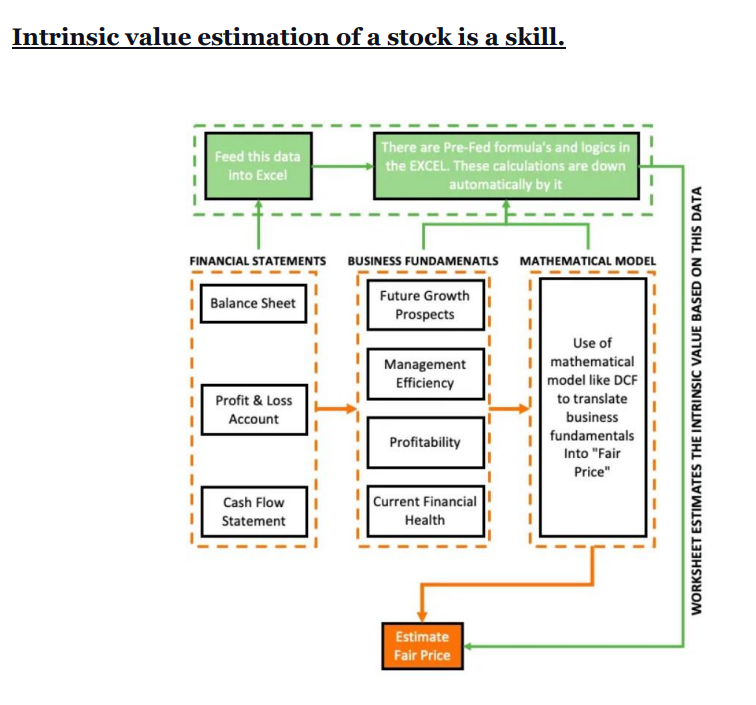 Intrinsic value estimation of a stock is a skill.
Feed this data
into Excel
There are Pre-Fed formula's and logics in
the EXCEL. These calculations are down
automatically by it
FINANCIAL STATEMENTS
BUSINESS FUNDAMENATLS
MATHEMATICAL MODEL
Balance Sheet
Profit & Loss
Account
Cash Flow
Statement
Future Growth
Prospects
Management
Efficiency
Profitability
Current Financial
Health
Use of
mathematical
model like DCF
to translate
business
fundamentals
Into "Fair
Price"
Estimate
Fair Price
WORKSHEET ESTIMATES THE INTRINSIC VALUE BASED ON THIS DATA